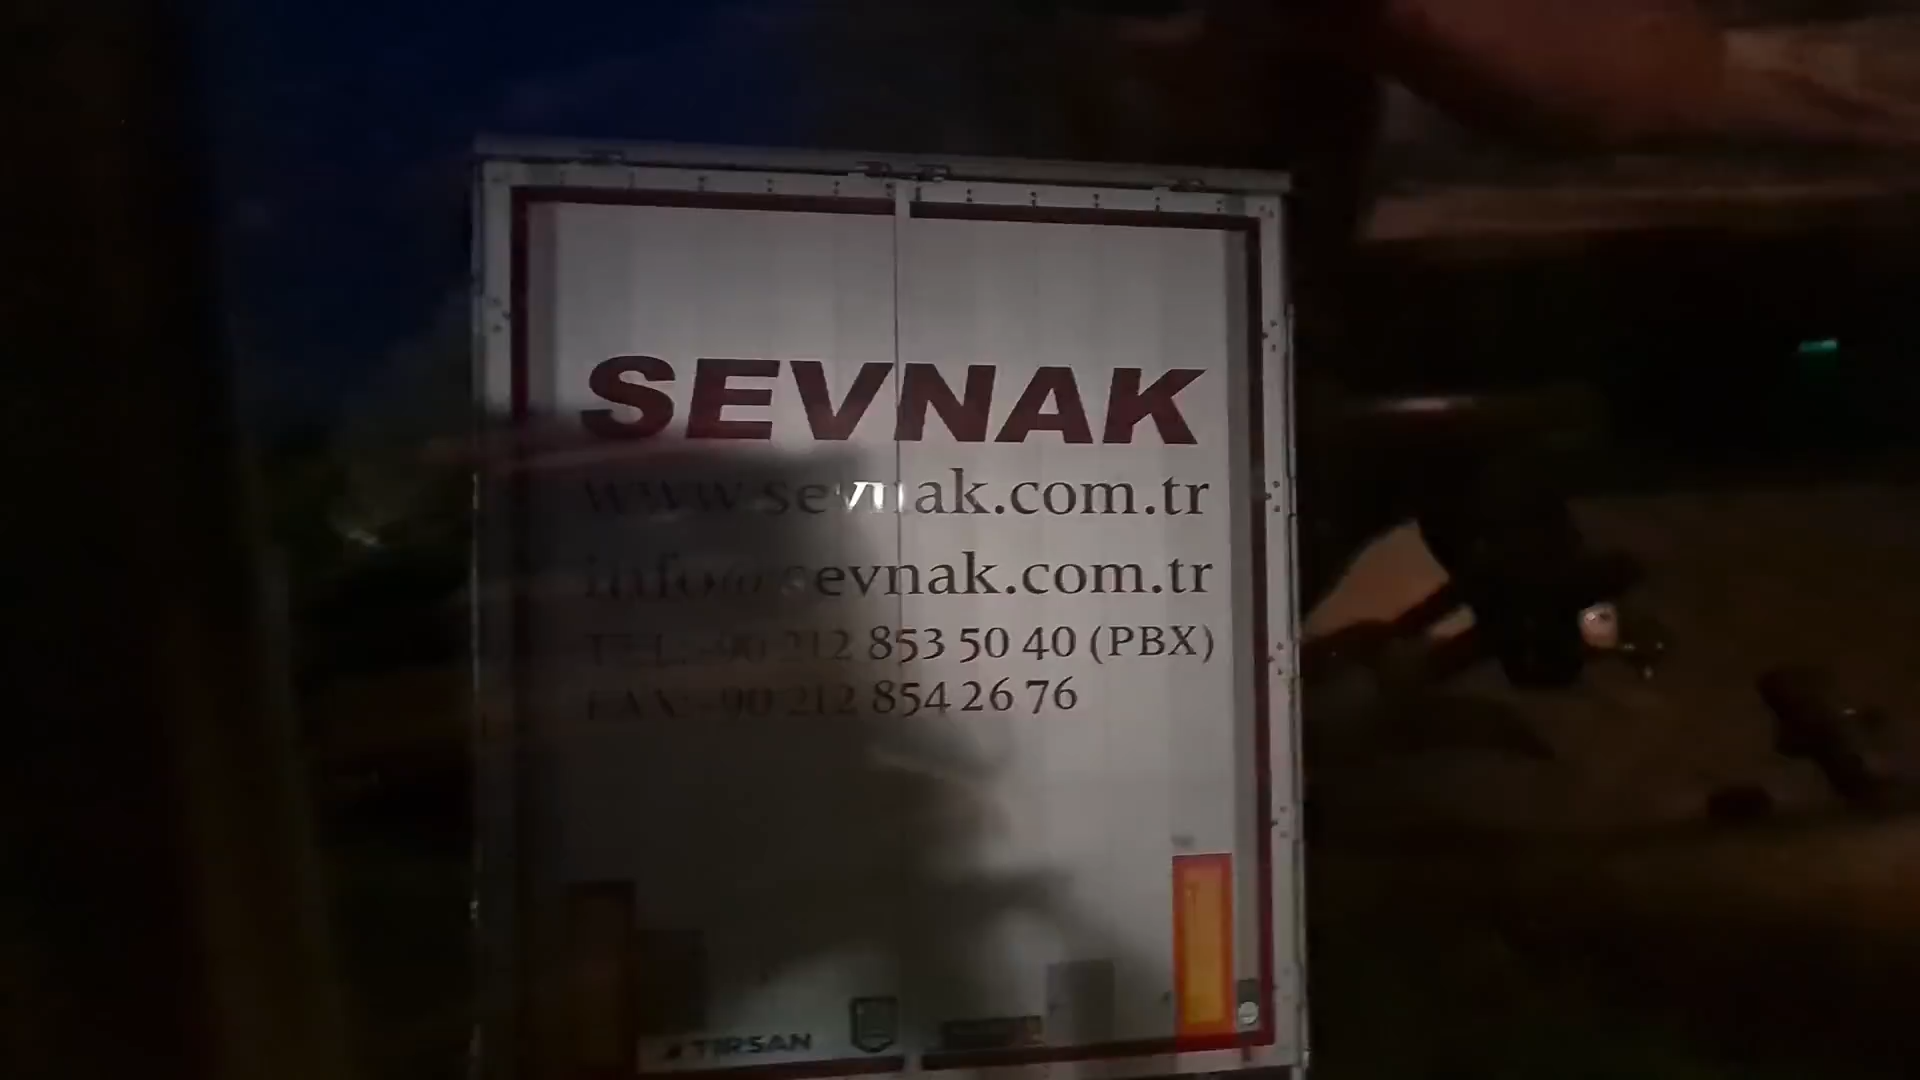 SEVNAK
www.sevnak.com.tr
info@sevnak.com.tr
TEL: +90 212 853 50 40 (PBX)
FAX: +90 212 854 26 76
TIRSAN